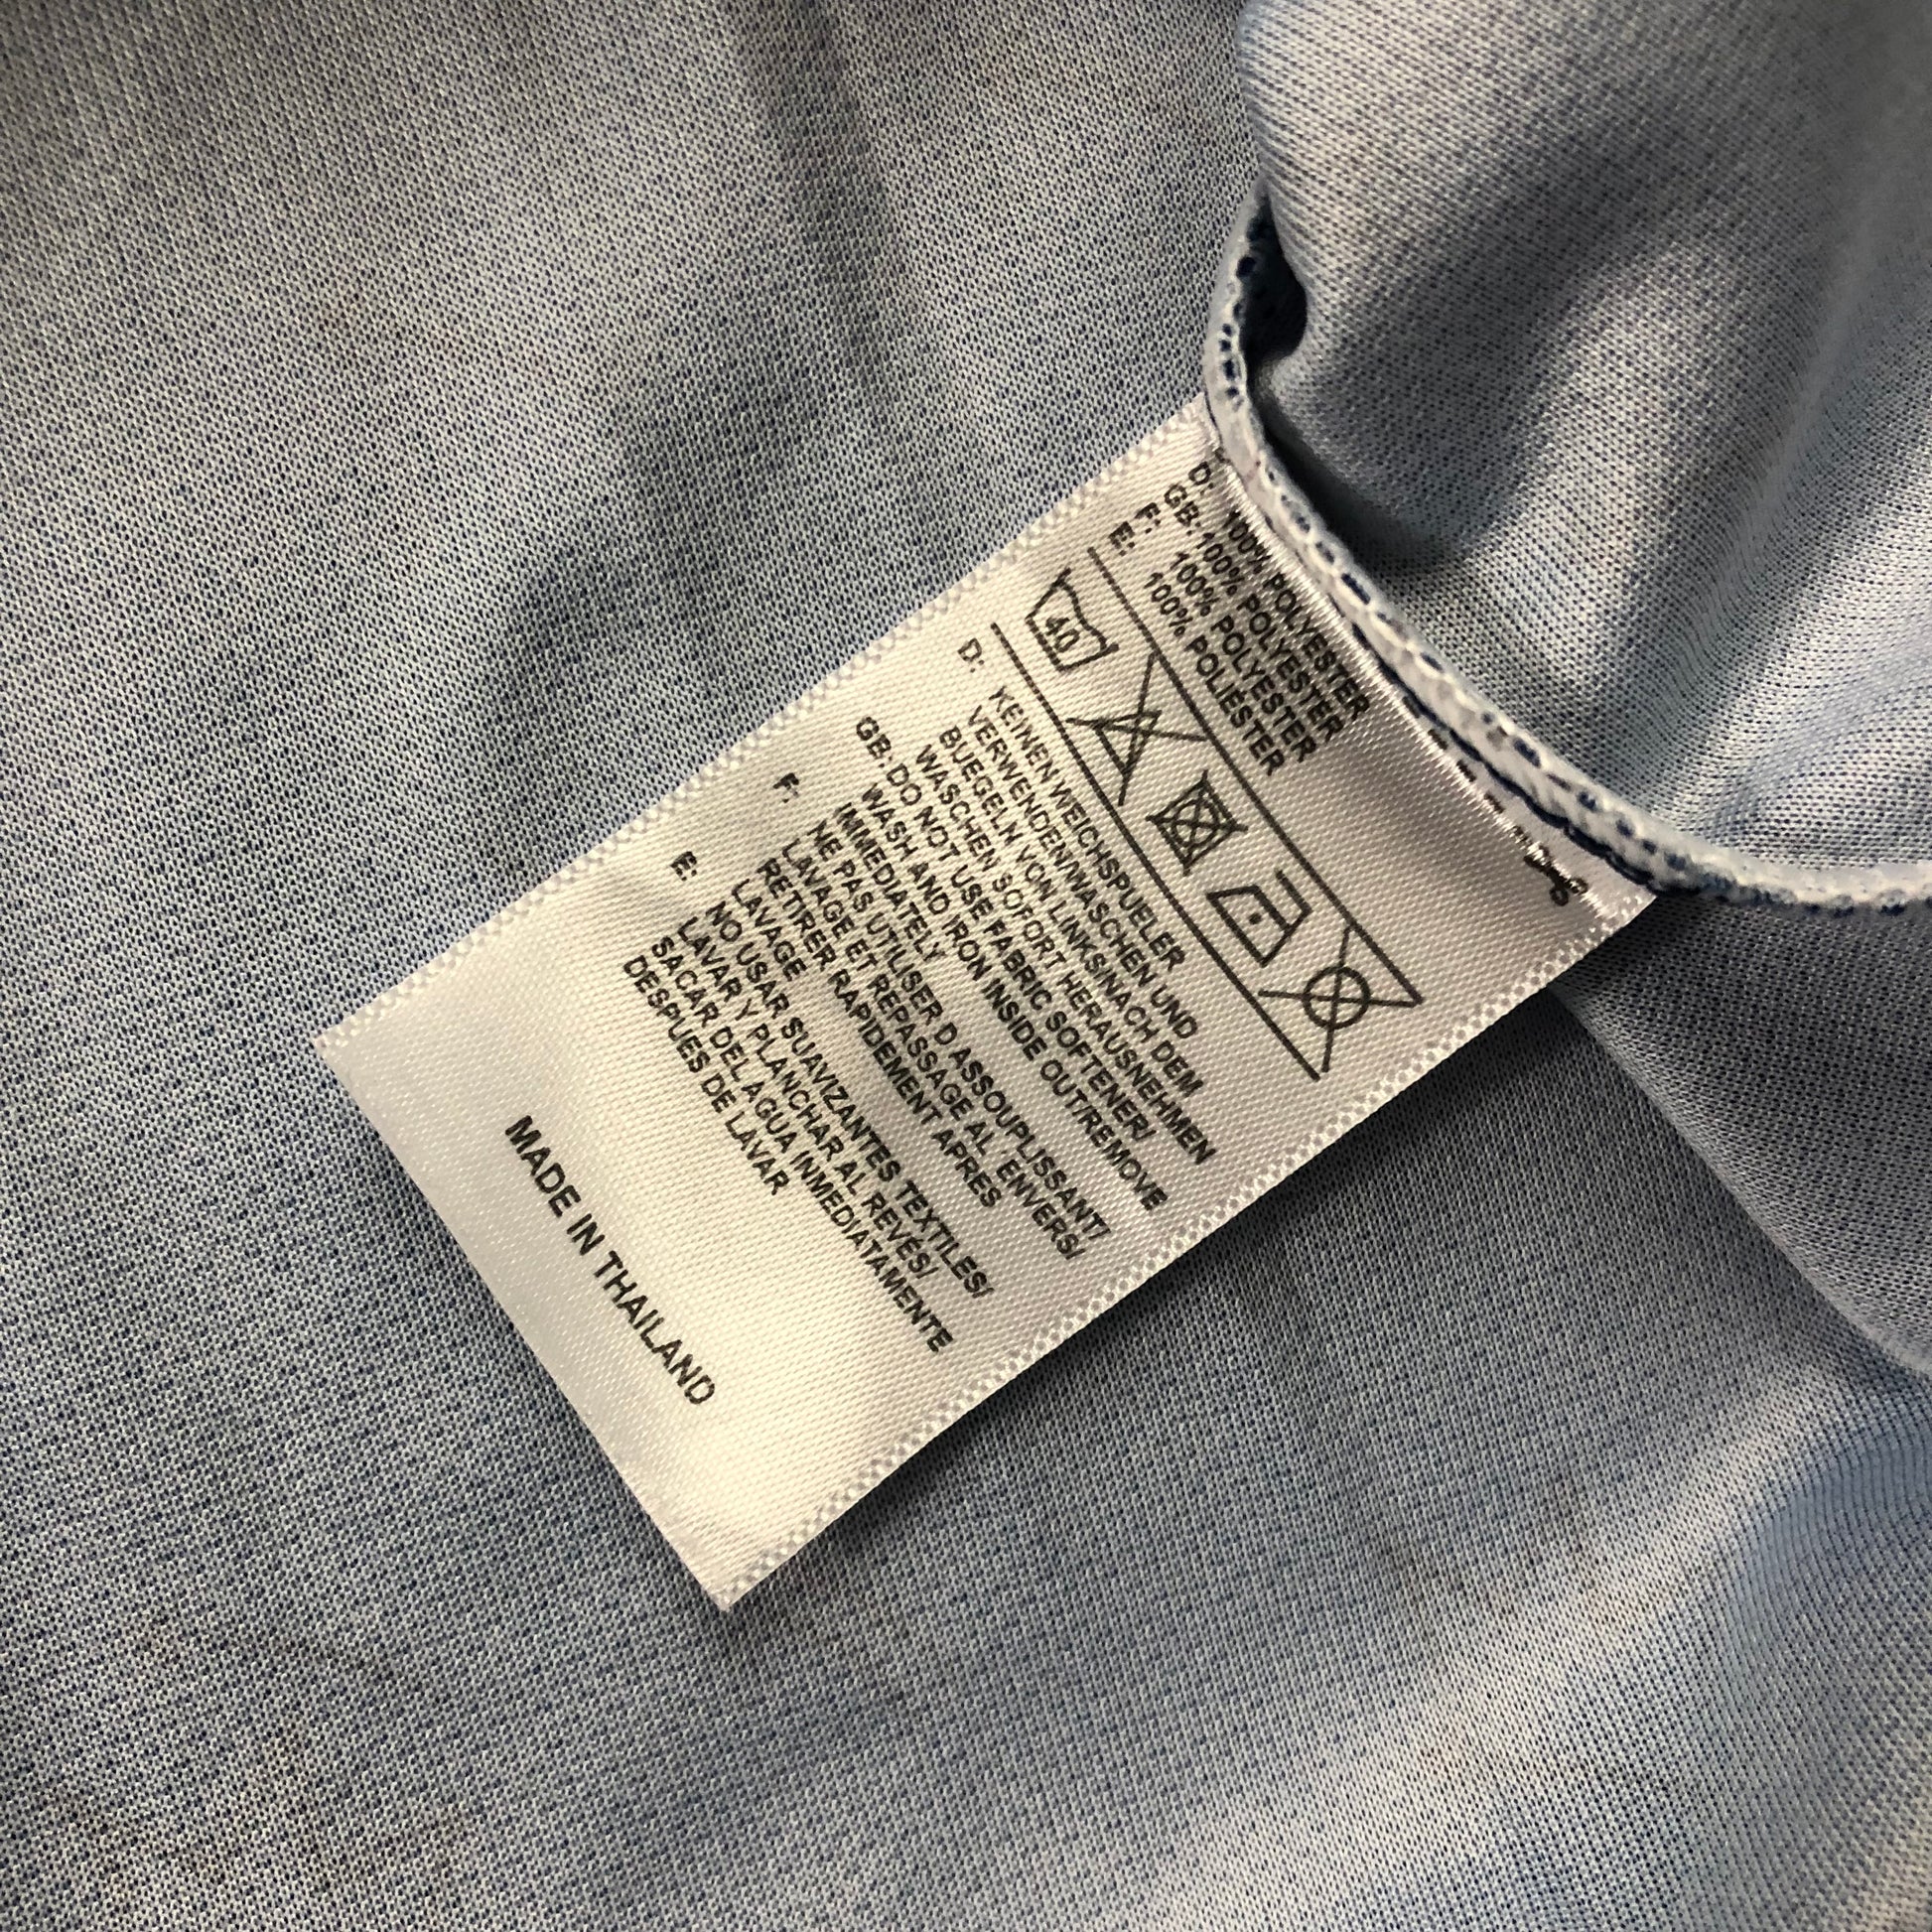 D: 100% POLYESTER
GB: 100% POLYESTER
F: 100% POLYESTER
E: 100% POLIÉSTER
40
D: KEINEN WEICHSPUELER
VERWENDEN/WASCHEN UND
BUEGELN VON LINKS/NACH DEM
WASCHEN SOFORT HERAUSNEHMEN
GB: DO NOT USE FABRIC SOFTENER/
WASH AND IRON INSIDE OUT/REMOVE
IMMEDIATELY
F: NE PAS UTILISER D ASSOUPLISSANT/
LAVAGE ET REPASSAGE AL ENVERS/
RETIRER RAPIDEMENT APRES
LAVAGE
E: NO USAR SUAVIZANTES TEXTILES/
LAVAR Y PLANCHAR AL REVÉS/
SACAR DEL AGUA INMEDIATAMENTE
DESPUES DE LAVAR
MADE IN THAILAND